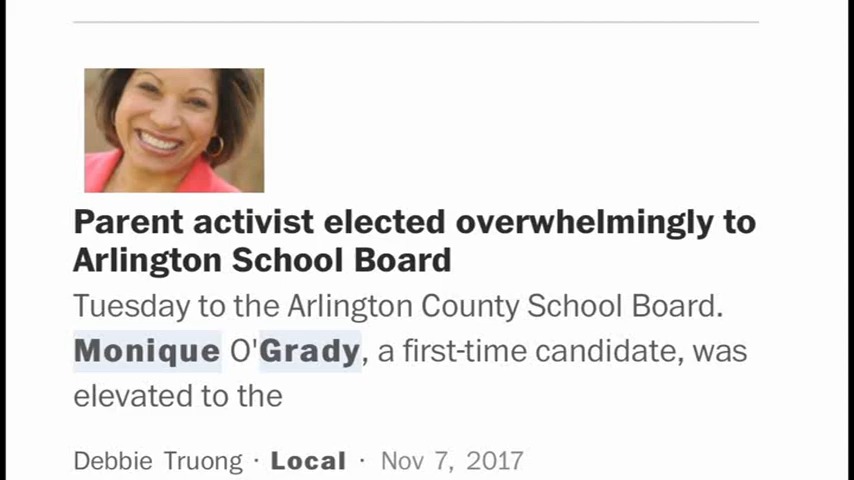 Parent activist elected overwhelmingly to
Arlington School Board
Tuesday to the Arlington County School Board.
Monique O'Grady, a first-time candidate, was
elevated to the
Debbie Truong · Local · Nov 7, 2017